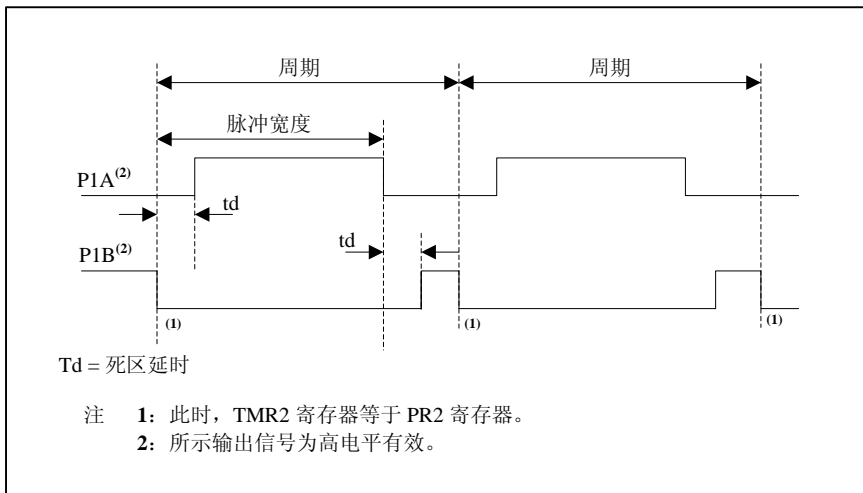 周期 周期
脉冲宽度
P1A(2)
td
td
P1B(2)
(1) (1) (1)
Td = 死区延时
注 1：此时，TMR2 寄存器等于 PR2 寄存器。
2：所示输出信号为高电平有效。